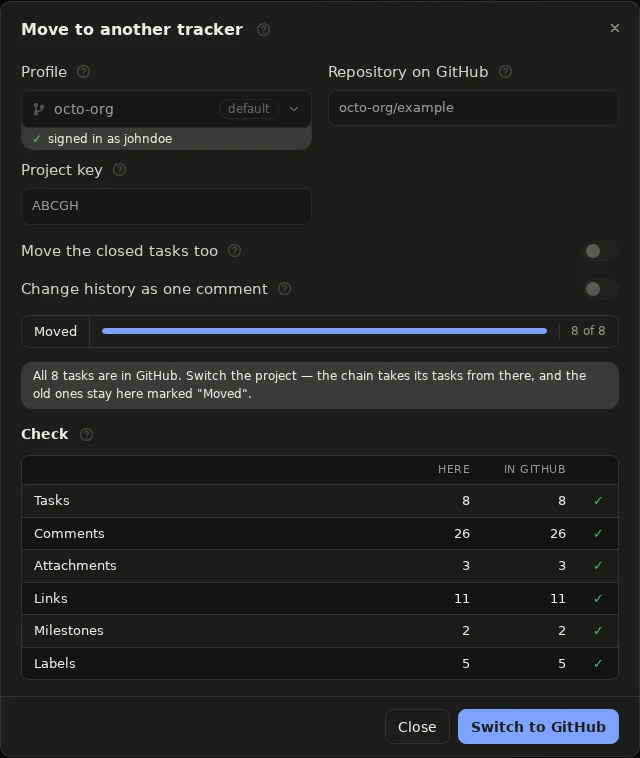 Move to another tracker
Profile
Repository on GitHub
octo-org default
octo-org/example
✓ signed in as johndoe
Project key
ABCGH
Move the closed tasks too
Change history as one comment
Moved 8 of 8
All 8 tasks are in GitHub. Switch the project — the chain takes its tasks from there, and the
old ones stay here marked "Moved".
Check
HERE IN GITHUB
Tasks 8 8 ✓
Comments 26 26 ✓
Attachments 3 3 ✓
Links 11 11 ✓
Milestones 2 2 ✓
Labels 5 5 ✓
Close Switch to GitHub